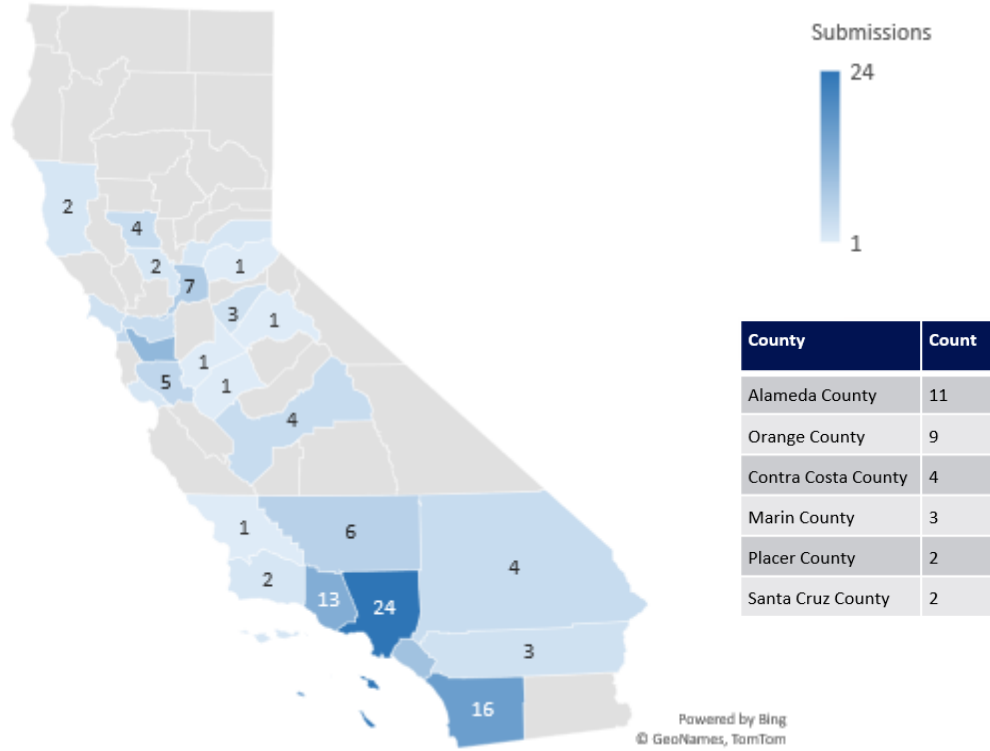 Submissions
24
1
2
4
2
1
7
3
1
1
5
1
4
1
6
4
2
13
24
3
16
County Count
Alameda County 11
Orange County 9
Contra Costa County 4
Marin County 3
Placer County 2
Santa Cruz County 2
Powered by Bing
© GeoNames, TomTom